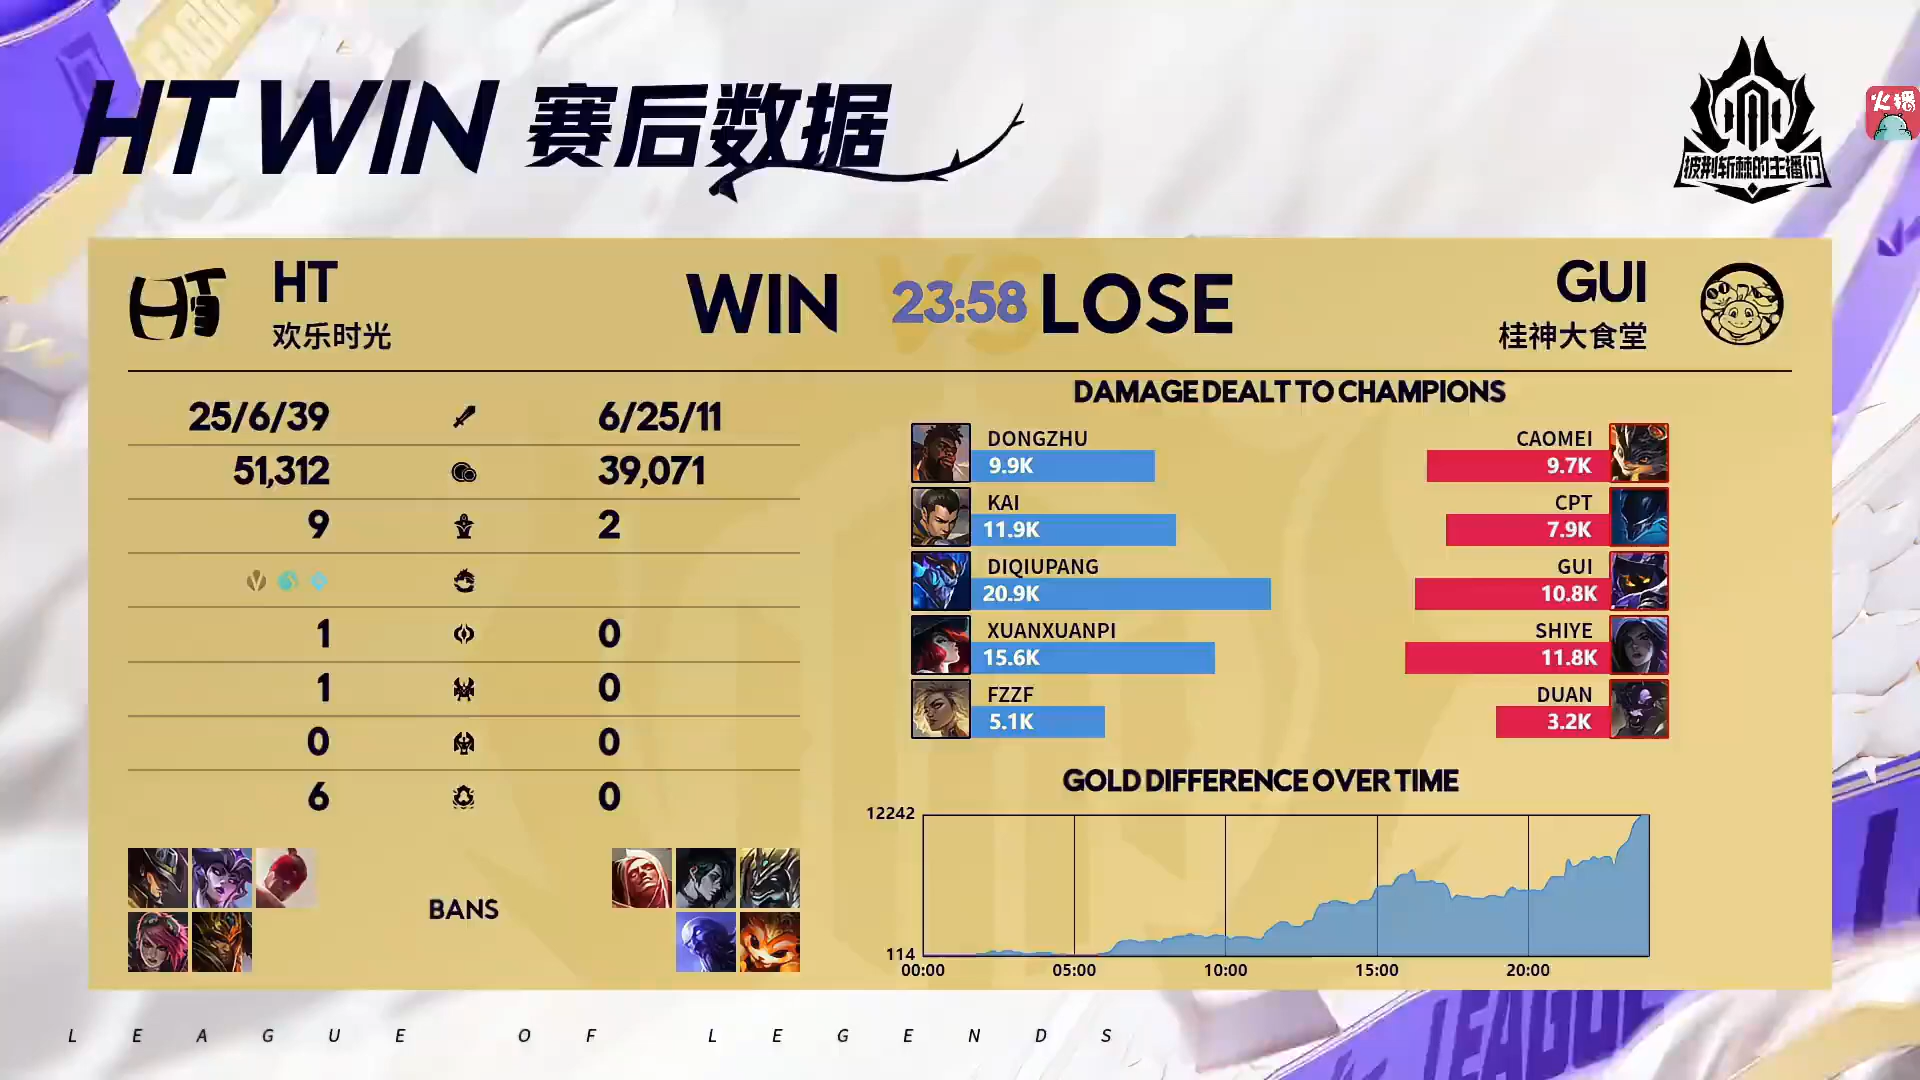 HT WIN 赛后数据
披荆斩棘的主播们
火播
HT
欢乐时光
WIN
23:58
LOSE
GUI
桂神大食堂
25/6/39
6/25/11
51,312
39,071
9
2
1
0
1
0
0
0
6
0
BANS
DAMAGE DEALT TO CHAMPIONS
DONGZHU
9.9K
CAOMEI
9.7K
KAI
11.9K
CPT
7.9K
DIQIUPANG
20.9K
GUI
10.8K
XUANXUANPI
15.6K
SHIYE
11.8K
FZZF
5.1K
DUAN
3.2K
GOLD DIFFERENCE OVER TIME
12242
114
00:00
05:00
10:00
15:00
20:00
LEAGUE OF LEGENDS